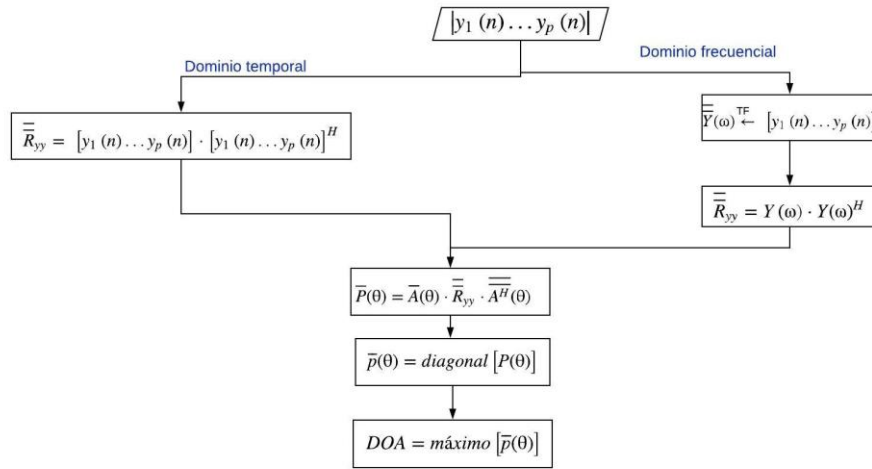 |y₁ (n) … yₚ (n)|
Dominio temporal
Dominio frecuencial
R̿yy = [y₁ (n) … yₚ (n)] · [y₁ (n) … yₚ (n)]ᴴ
Y̿(ω) ←TF [y₁ (n) … yₚ (n)]
R̿yy = Y (ω) · Y(ω)ᴴ
P̅(θ) = A̅(θ) · R̿yy · A̿ᴴ(θ)
p̅(θ) = diagonal [P(θ)]
DOA = máximo [p̅(θ)]